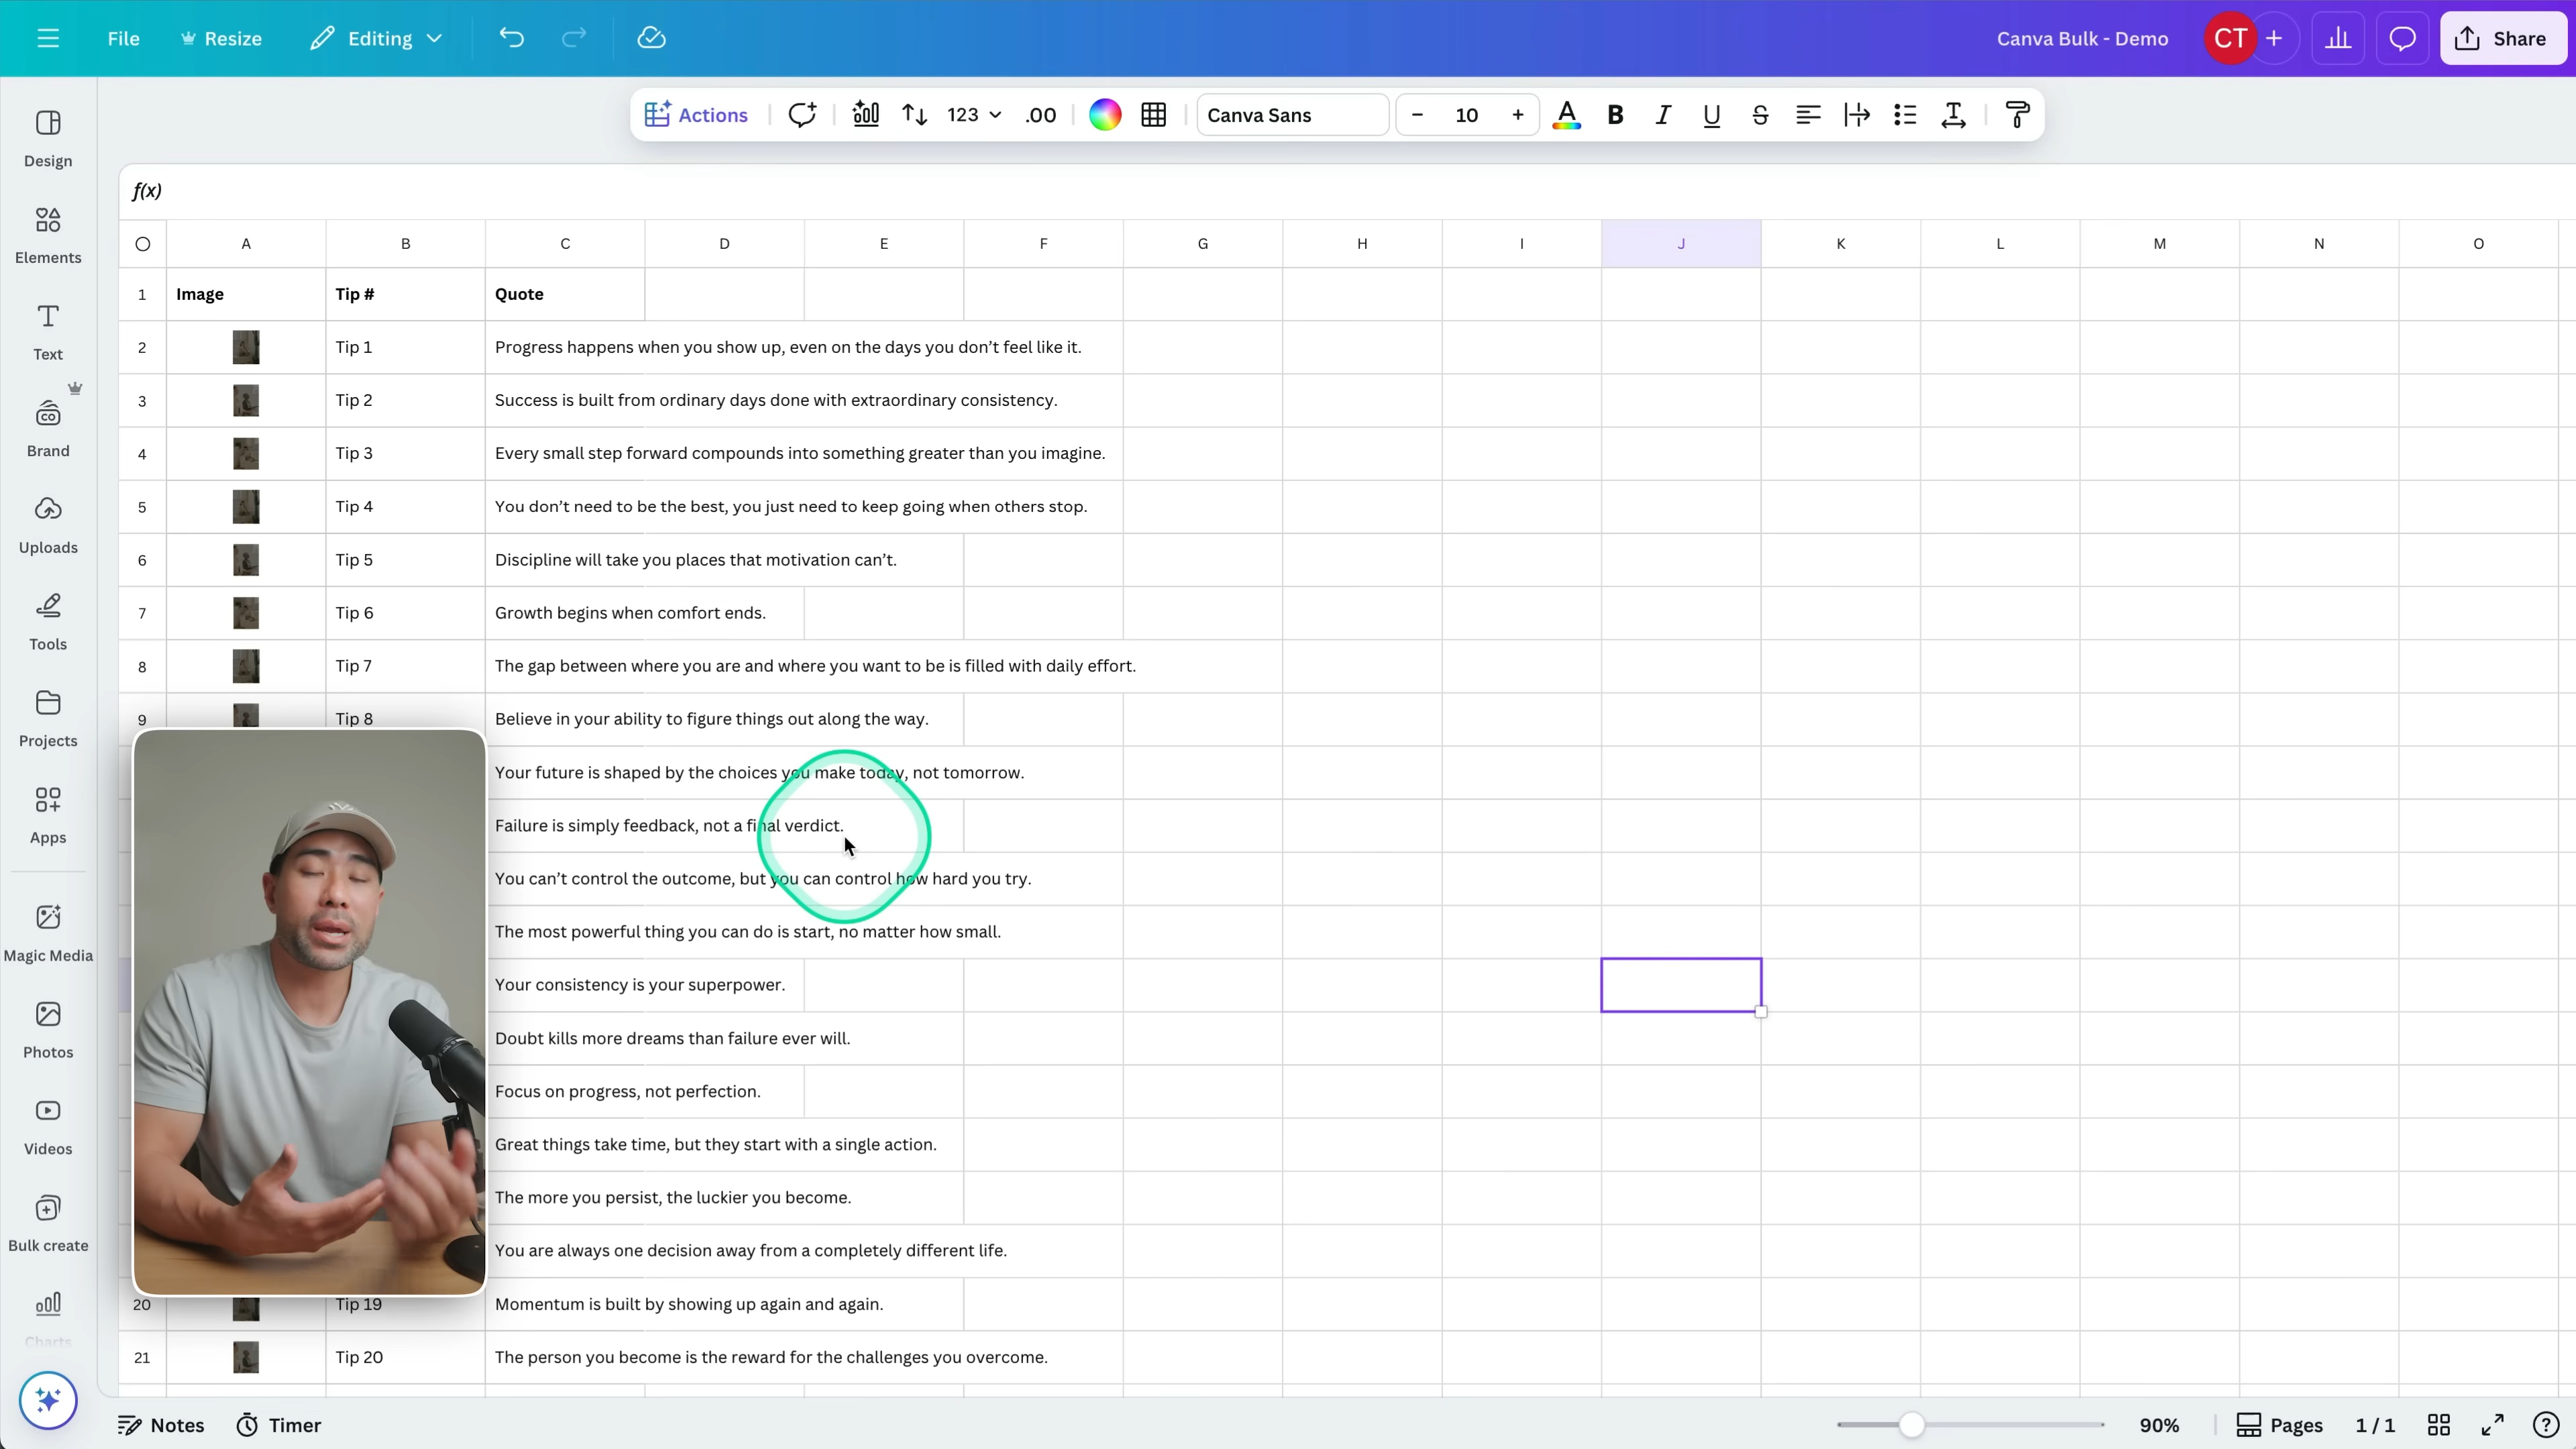 File Resize Editing Canva Bulk - Demo CT + Share
Actions 123 .00 Canva Sans − 10 + A B I U S
f(x)
A B C D E F G H I J K L M N O
1 Image Tip # Quote
2 Tip 1 Progress happens when you show up, even on the days you don’t feel like it.
3 Tip 2 Success is built from ordinary days done with extraordinary consistency.
4 Tip 3 Every small step forward compounds into something greater than you imagine.
5 Tip 4 You don’t need to be the best, you just need to keep going when others stop.
6 Tip 5 Discipline will take you places that motivation can’t.
7 Tip 6 Growth begins when comfort ends.
8 Tip 7 The gap between where you are and where you want to be is filled with daily effort.
9 Tip 8 Believe in your ability to figure things out along the way.
Your future is shaped by the choices you make today, not tomorrow.
Failure is simply feedback, not a final verdict.
You can’t control the outcome, but you can control how hard you try.
The most powerful thing you can do is start, no matter how small.
Your consistency is your superpower.
Doubt kills more dreams than failure ever will.
Focus on progress, not perfection.
Great things take time, but they start with a single action.
The more you persist, the luckier you become.
You are always one decision away from a completely different life.
20 Tip 19 Momentum is built by showing up again and again.
21 Tip 20 The person you become is the reward for the challenges you overcome.
Design
Elements
Text
Brand
Uploads
Tools
Projects
Apps
Magic Media
Photos
Videos
Bulk create
Charts
Notes Timer 90% Pages 1 / 1